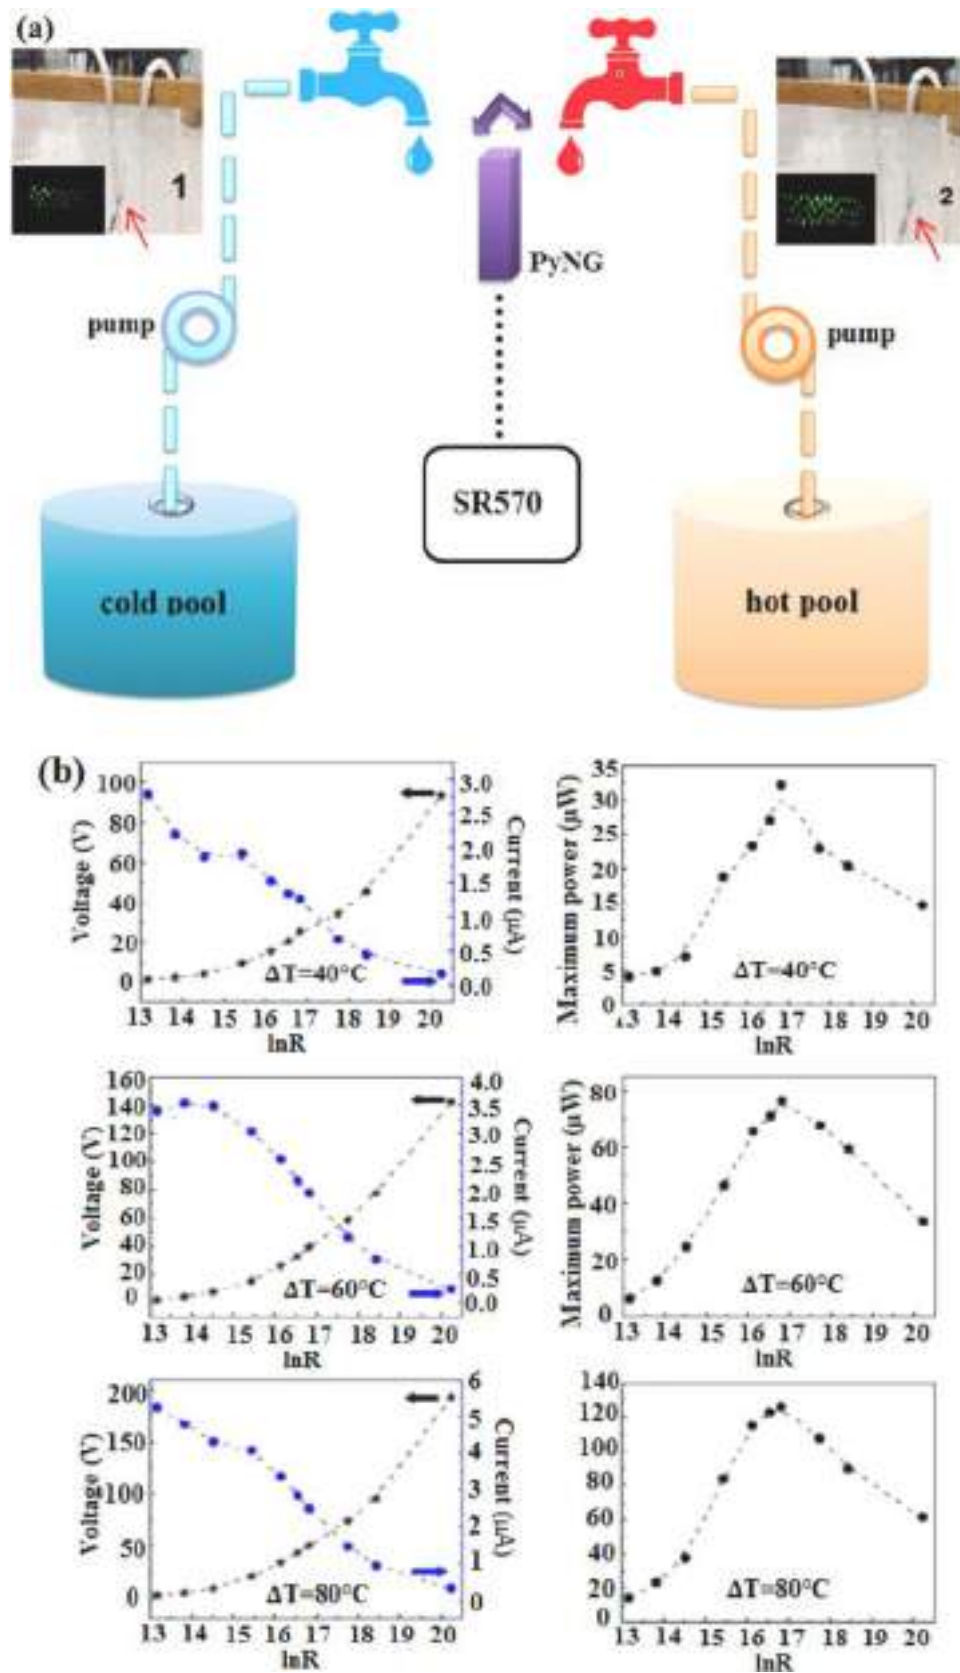 (a)
1
2
PyNG
pump
pump
SR570
cold pool
hot pool
(b)
Voltage (V)
100
80
60
40
20
0
3.0
2.5
2.0
1.5
1.0
0.5
0.0
Current (μA)
ΔT=40°C
13 14 15 16 17 18 19 20
lnR
Maximum power (μW)
35
30
25
20
15
10
5
0
ΔT=40°C
13 14 15 16 17 18 19 20
lnR
Voltage (V)
160
140
120
100
80
60
40
20
0
4.0
3.5
3.0
2.5
2.0
1.5
1.0
0.5
0.0
Current (μA)
ΔT=60°C
13 14 15 16 17 18 19 20
lnR
Maximum power (μW)
80
60
40
20
0
ΔT=60°C
13 14 15 16 17 18 19 20
lnR
Voltage (V)
200
150
100
50
0
6
5
4
3
2
1
0
Current (μA)
ΔT=80°C
13 14 15 16 17 18 19 20
lnR
Maximum power (μW)
140
120
100
80
60
40
20
0
ΔT=80°C
13 14 15 16 17 18 19 20
lnR